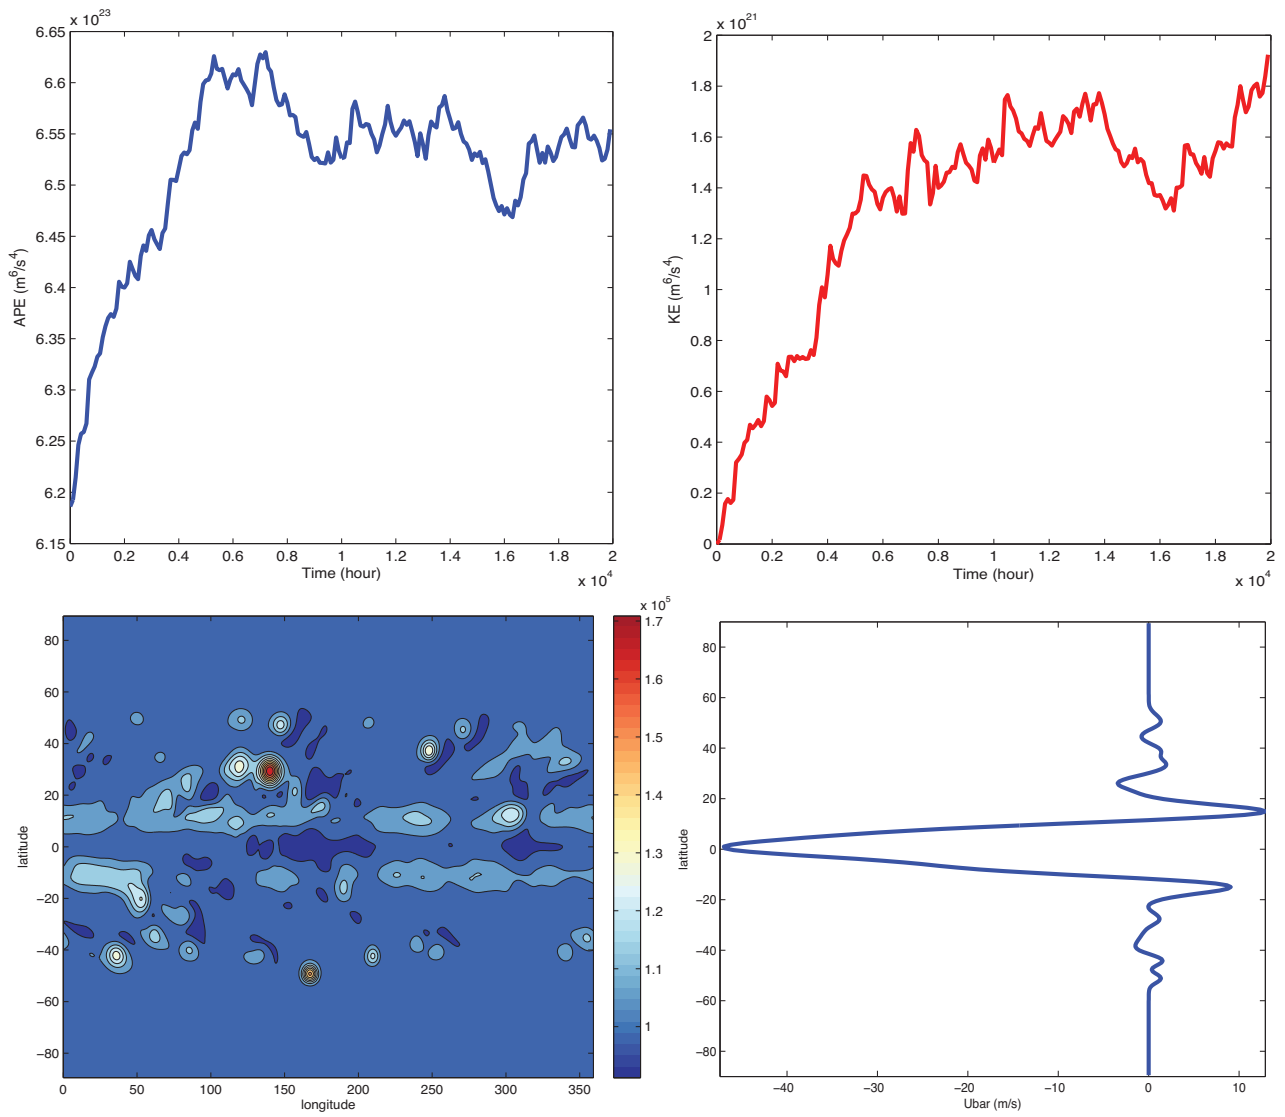 x 10^23
6.65
6.6
6.55
6.5
6.45
6.4
6.35
6.3
6.25
6.2
6.15
APE (m^6/s^4)
0 0.2 0.4 0.6 0.8 1 1.2 1.4 1.6 1.8 2
Time (hour)
x 10^4
x 10^21
2
1.8
1.6
1.4
1.2
1
0.8
0.6
0.4
0.2
0
KE (m^6/s^4)
0 0.2 0.4 0.6 0.8 1 1.2 1.4 1.6 1.8 2
Time (hour)
x 10^4
80
60
40
20
0
−20
−40
−60
−80
latitude
0 50 100 150 200 250 300 350
longitude
x 10^5
1.7
1.6
1.5
1.4
1.3
1.2
1.1
1
80
60
40
20
0
−20
−40
−60
−80
latitude
−40 −30 −20 −10 0 10
Ubar (m/s)